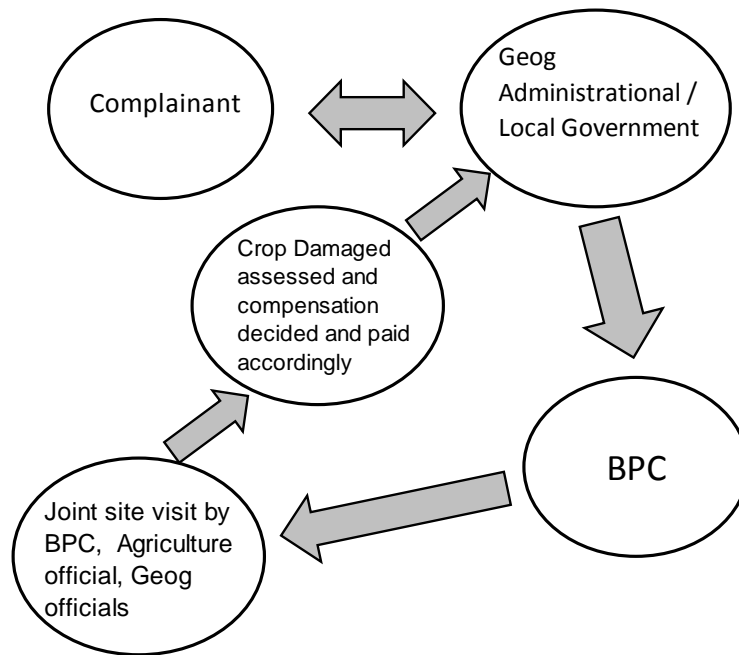 Complainant
Geog
Administrational /
Local Government
Crop Damaged
assessed and
compensation
decided and paid
accordingly
BPC
Joint site visit by
BPC, Agriculture
official, Geog
officials